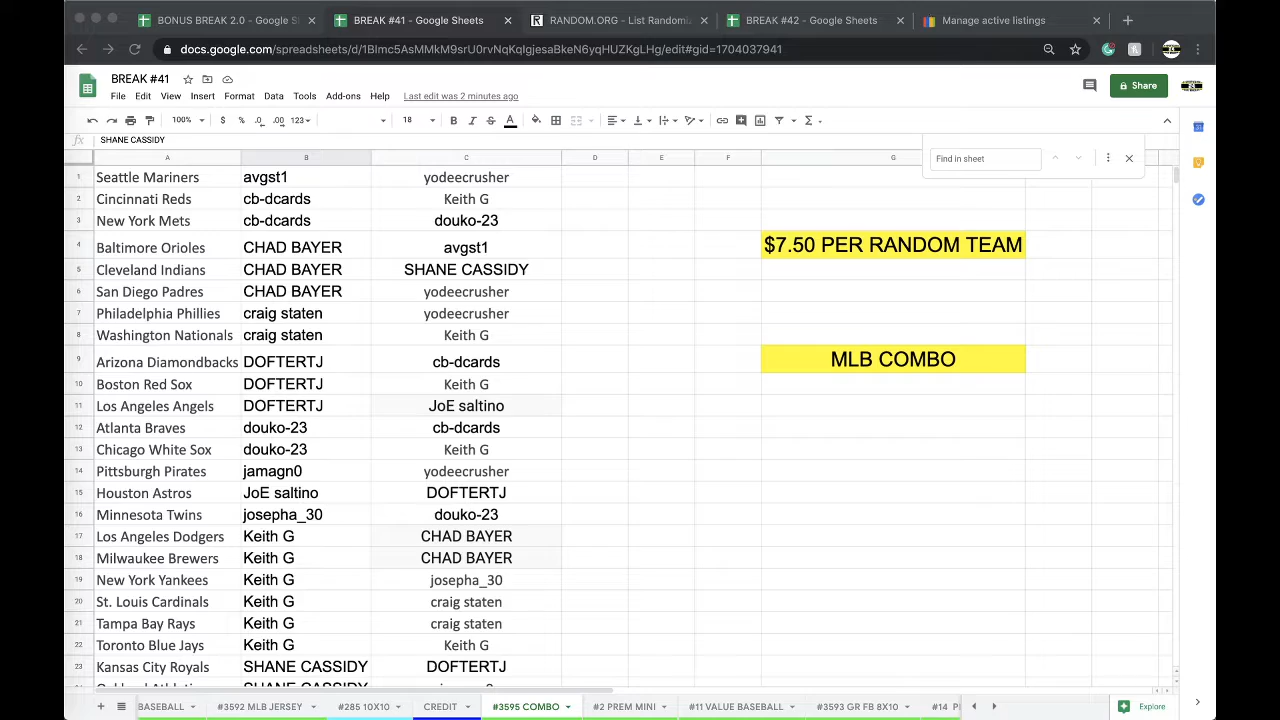 BONUS BREAK 2.0 - Google S
BREAK #41 - Google Sheets
RANDOM.ORG - List Randomi
BREAK #42 - Google Sheets
Manage active listings
docs.google.com/spreadsheets/d/1BImc5AsMMkM9srU0rvNqKqIgjesaBkeN6yqHUZKgLHg/edit#gid=1704037941
BREAK #41
File Edit View Insert Format Data Tools Add-ons Help Last edit was 2 minutes ago
Share
100% $ % .0 .00 123 18 B I S A
fx SHANE CASSIDY
Find in sheet
A B C D E F G
1 Seattle Mariners avgst1 yodeecrusher
2 Cincinnati Reds cb-dcards Keith G
3 New York Mets cb-dcards douko-23
4 Baltimore Orioles CHAD BAYER avgst1 $7.50 PER RANDOM TEAM
5 Cleveland Indians CHAD BAYER SHANE CASSIDY
6 San Diego Padres CHAD BAYER yodeecrusher
7 Philadelphia Phillies craig staten yodeecrusher
8 Washington Nationals craig staten Keith G
9 Arizona Diamondbacks DOFTERTJ cb-dcards MLB COMBO
10 Boston Red Sox DOFTERTJ Keith G
11 Los Angeles Angels DOFTERTJ JoE saltino
12 Atlanta Braves douko-23 cb-dcards
13 Chicago White Sox douko-23 Keith G
14 Pittsburgh Pirates jamagn0 yodeecrusher
15 Houston Astros JoE saltino DOFTERTJ
16 Minnesota Twins josepha_30 douko-23
17 Los Angeles Dodgers Keith G CHAD BAYER
18 Milwaukee Brewers Keith G CHAD BAYER
19 New York Yankees Keith G josepha_30
20 St. Louis Cardinals Keith G craig staten
21 Tampa Bay Rays Keith G craig staten
22 Toronto Blue Jays Keith G Keith G
23 Kansas City Royals SHANE CASSIDY DOFTERTJ
BASEBALL #3592 MLB JERSEY #285 10X10 CREDIT #3595 COMBO #2 PREM MINI #11 VALUE BASEBALL #3593 GR FB 8X10 #14 P Explore